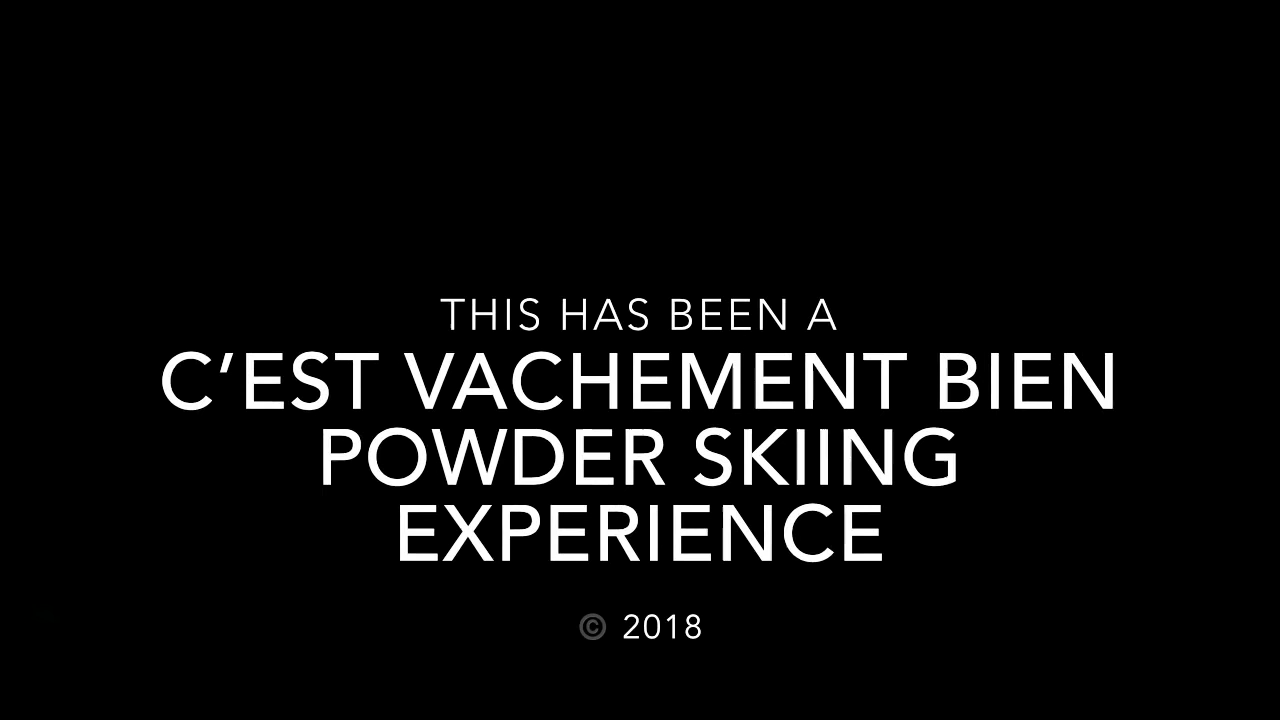 THIS HAS BEEN A
C’EST VACHEMENT BIEN
POWDER SKIING
EXPERIENCE
© 2018